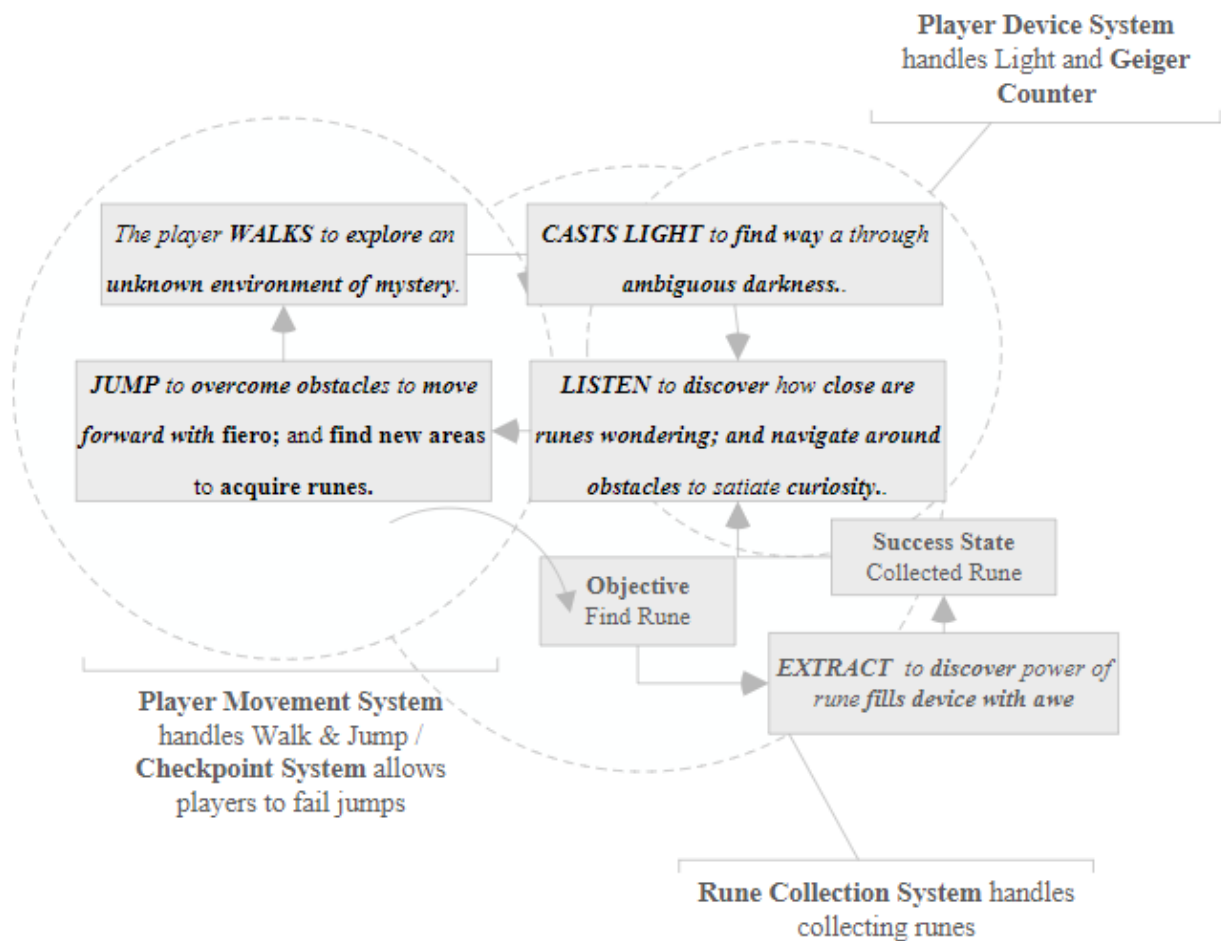 Player Device System
handles Light and Geiger
Counter
The player WALKS to explore an
unknown environment of mystery.
CASTS LIGHT to find way a through
ambiguous darkness..
JUMP to overcome obstacles to move
forward with fiero; and find new areas
to acquire runes.
LISTEN to discover how close are
runes wondering; and navigate around
obstacles to satiate curiosity..
Success State
Collected Rune
Objective
Find Rune
EXTRACT to discover power of
rune fills device with awe
Player Movement System
handles Walk & Jump /
Checkpoint System allows
players to fail jumps
Rune Collection System handles
collecting runes